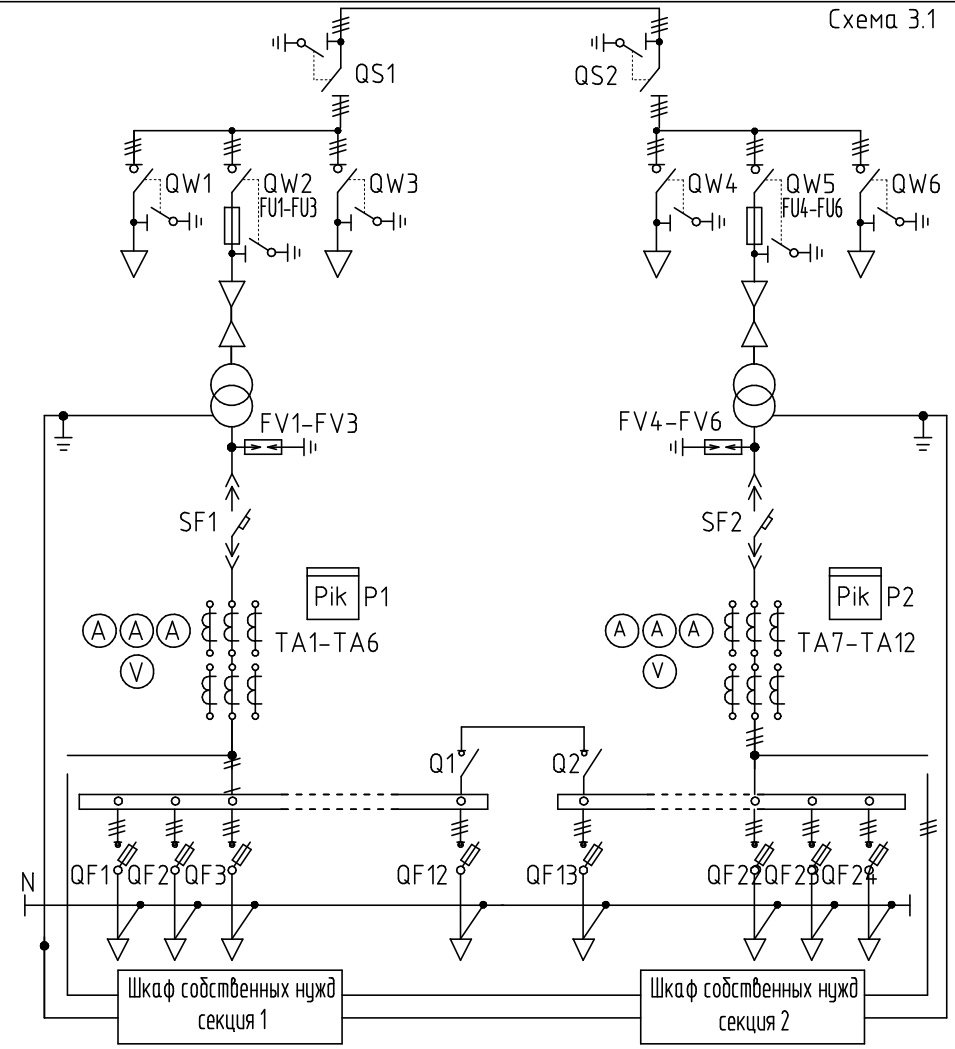 Схема 3.1
QS1
QS2
QW1
QW2
FU1-FU3
QW3
QW4
QW5
FU4-FU6
QW6
FV1-FV3
FV4-FV6
SF1
SF2
Pik
P1
Pik
P2
A
A
A
TA1-TA6
A
A
A
TA7-TA12
V
V
Q1
Q2
QF1
QF2
QF3
QF12
QF13
QF22
QF23
QF24
N
Шкаф собственных нужд
секция 1
Шкаф собственных нужд
секция 2